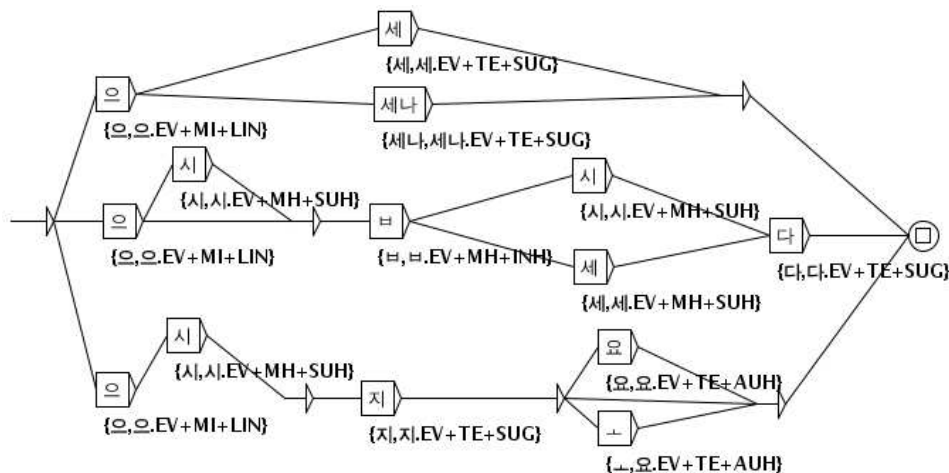 세
{세,세.EV+TE+SUG}
으
{으,으.EV+MI+LIN}
세나
{세나,세나.EV+TE+SUG}
시
{시,시.EV+MH+SUH}
으
{으,으.EV+MI+LIN}
ㅂ
{ㅂ,ㅂ.EV+MH+INH}
시
{시,시.EV+MH+SUH}
세
{세,세.EV+MH+SUH}
다
{다,다.EV+TE+SUG}
시
{시,시.EV+MH+SUH}
으
{으,으.EV+MI+LIN}
지
{지,지.EV+TE+SUG}
요
{요,요.EV+TE+AUH}
ㅛ
{ㅛ,요.EV+TE+AUH}